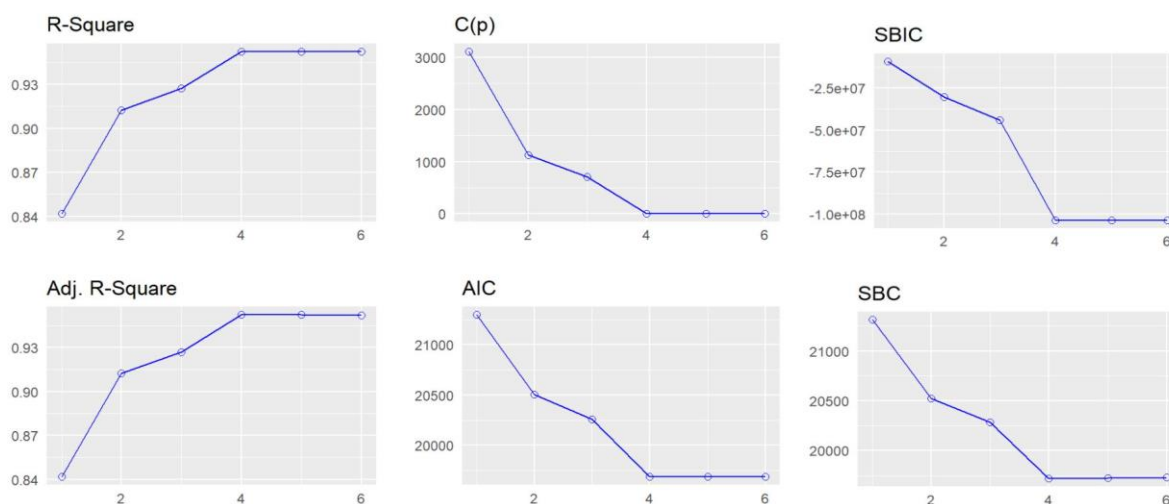 R-Square
0.93
0.90
0.87
0.84
2 4 6
C(p)
3000
2000
1000
0
2 4 6
SBIC
-2.5e+07
-5.0e+07
-7.5e+07
-1.0e+08
2 4 6
Adj. R-Square
0.93
0.90
0.87
0.84
2 4 6
AIC
21000
20500
20000
2 4 6
SBC
21000
20500
20000
2 4 6